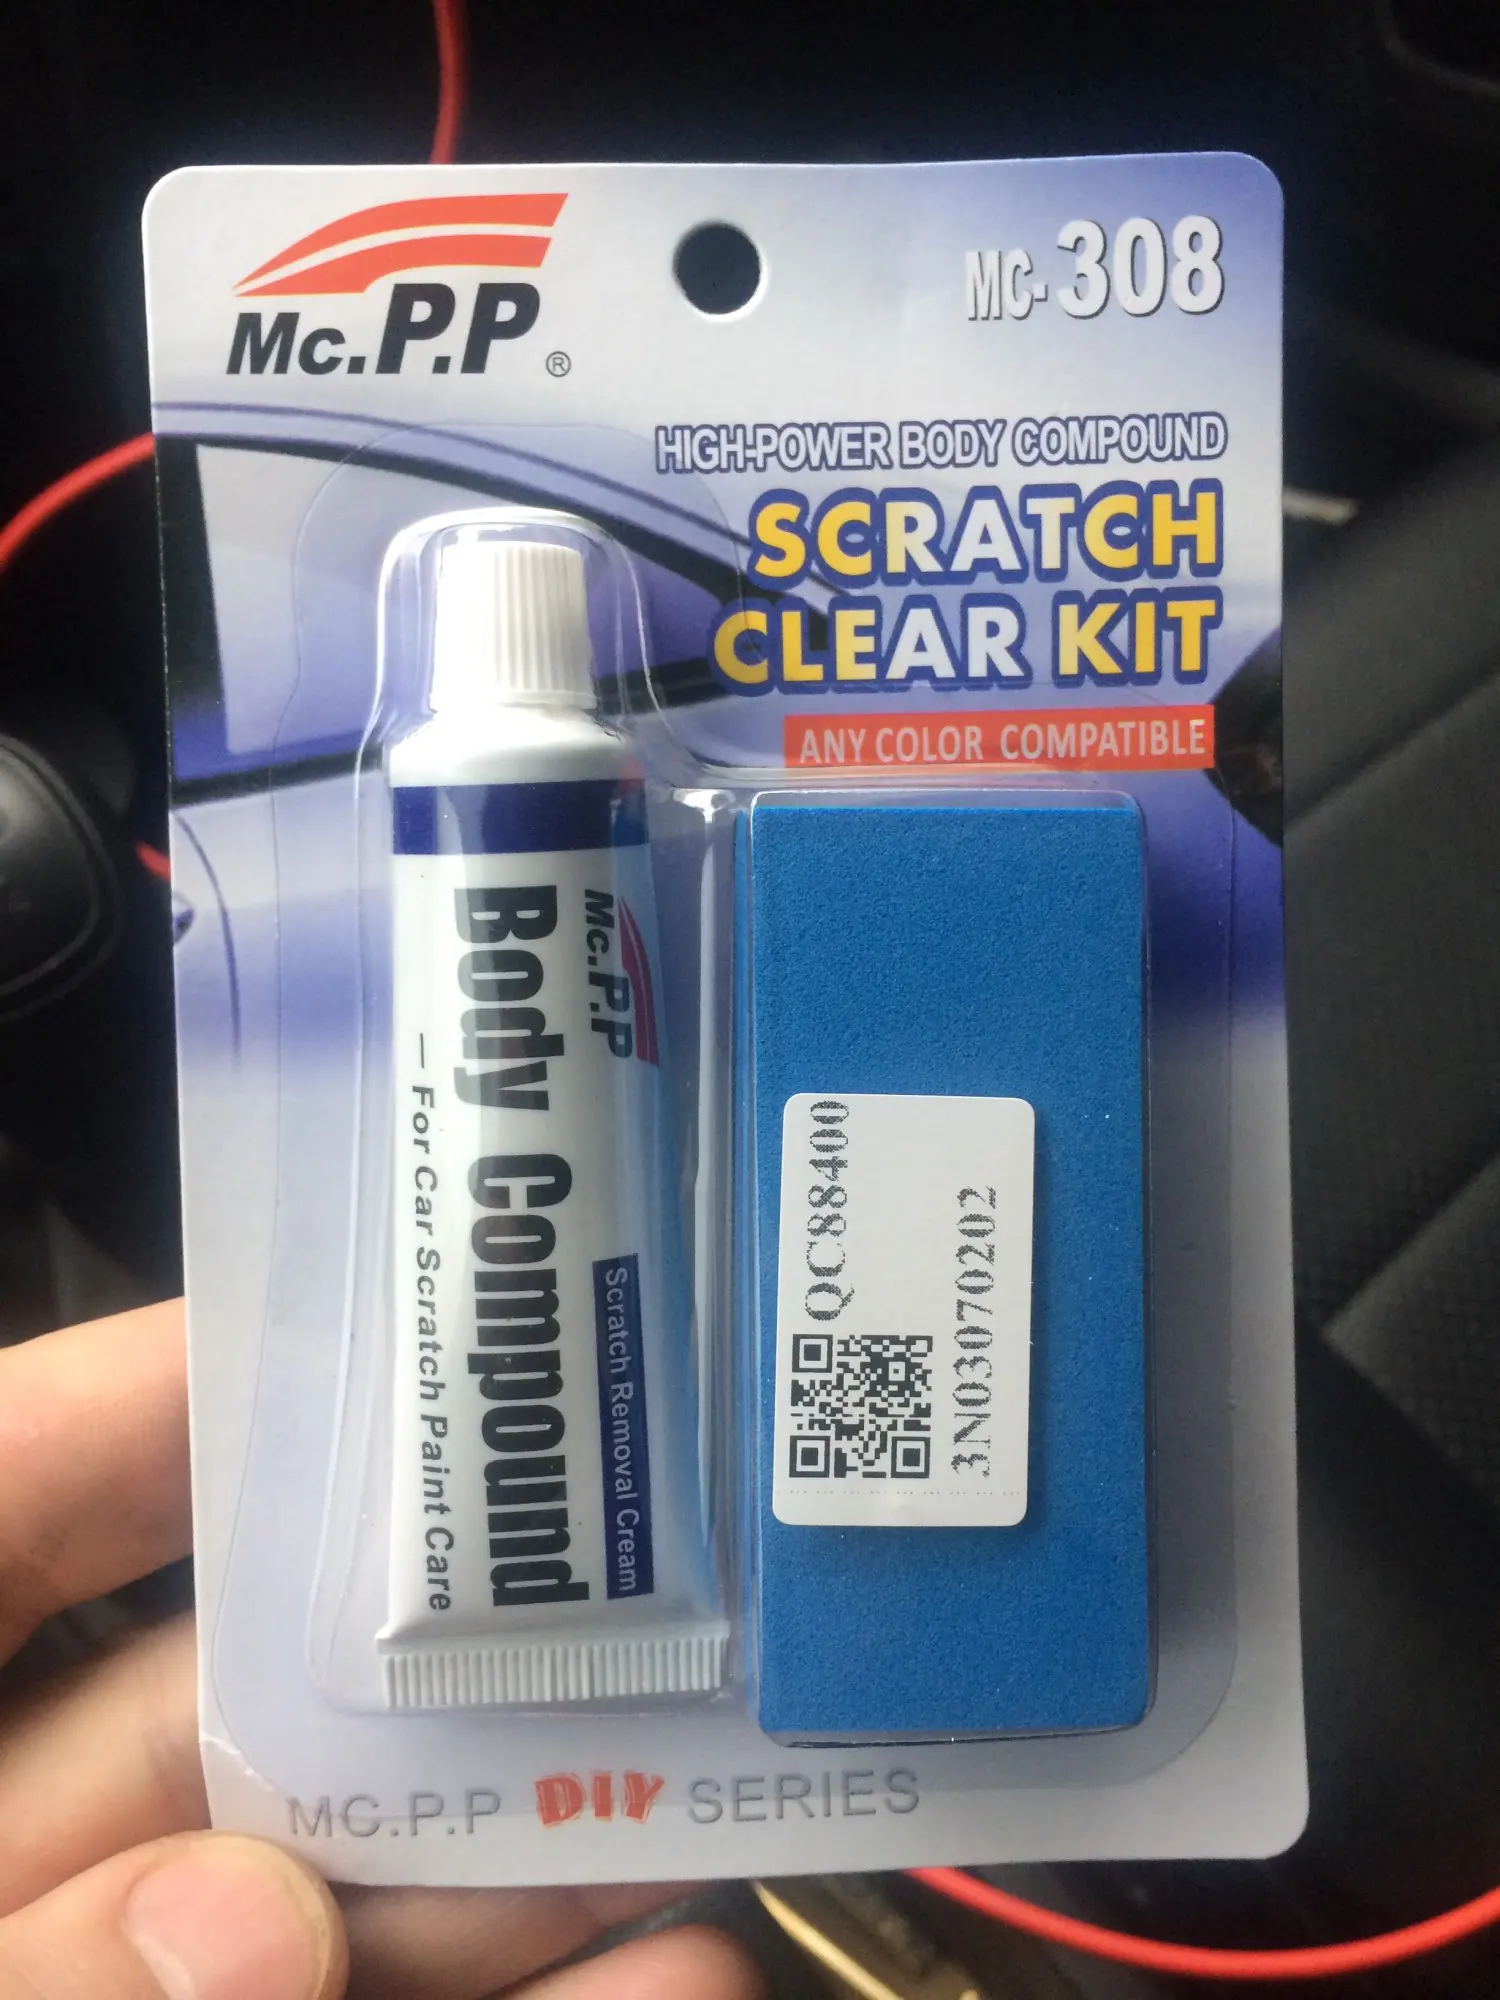 Mc.P.P ®
MC-308
HIGH-POWER BODY COMPOUND
SCRATCH
CLEAR KIT
ANY COLOR COMPATIBLE
Mc.P.P
Body Compound
— For Car Scratch Paint Care
Scratch Removal Cream
QC88400
3N03070202
MC.P.P DIY SERIES